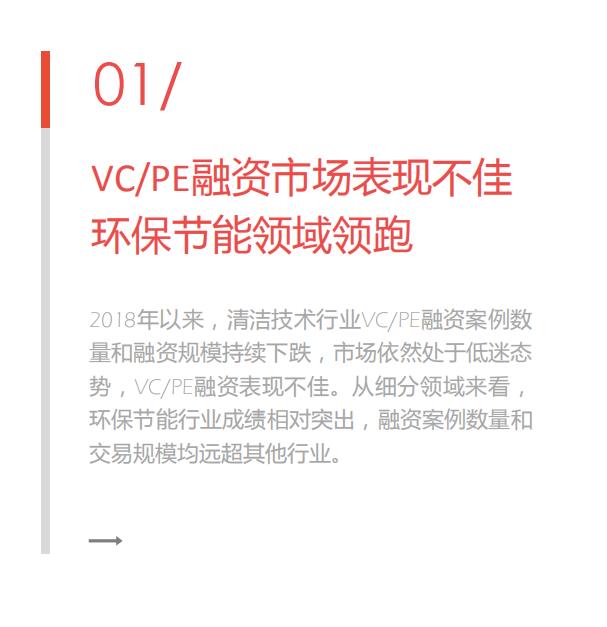 01/
VC/PE融资市场表现不佳
环保节能领域领跑
2018年以来，清洁技术行业VC/PE融资案例数
量和融资规模持续下跌，市场依然处于低迷态
势，VC/PE融资表现不佳。从细分领域来看，
环保节能行业成绩相对突出，融资案例数量和
交易规模均远超其他行业。